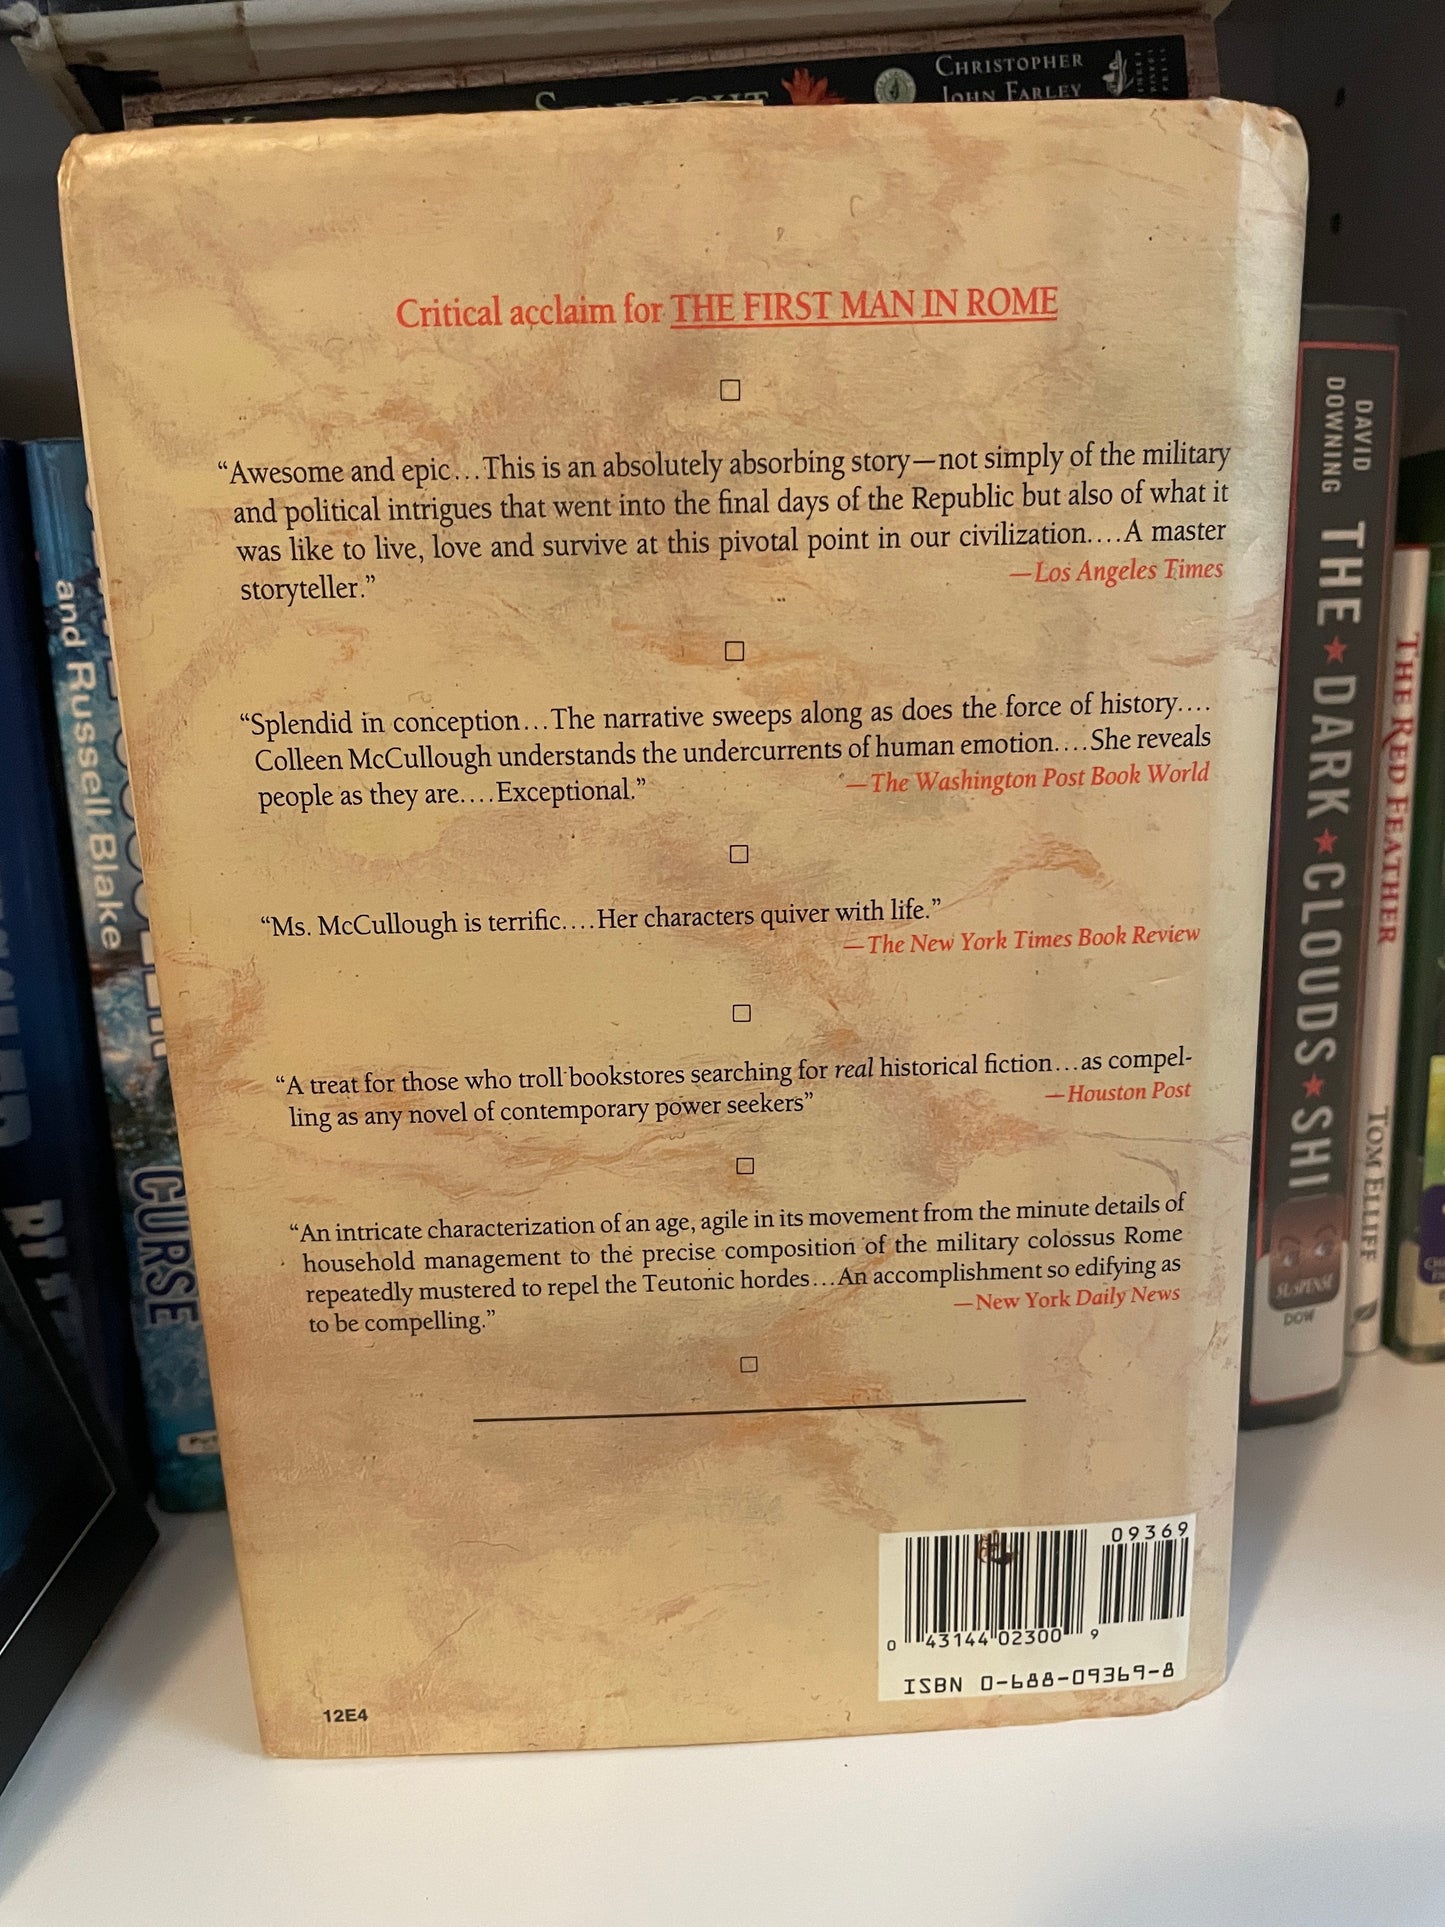 CHRISTOPHER
JOHN FARLEY
Critical acclaim for THE FIRST MAN IN ROME
“Awesome and epic...This is an absolutely absorbing story—not simply of the military
and political intrigues that went into the final days of the Republic but also of what it
was like to live, love and survive at this pivotal point in our civilization....A master
storyteller.”
—Los Angeles Times
“Splendid in conception...The narrative sweeps along as does the force of history....
Colleen McCullough understands the undercurrents of human emotion....She reveals
people as they are....Exceptional.”
—The Washington Post Book World
“Ms. McCullough is terrific....Her characters quiver with life.”
—The New York Times Book Review
“A treat for those who troll bookstores searching for real historical fiction...as compel-
ling as any novel of contemporary power seekers”
—Houston Post
“An intricate characterization of an age, agile in its movement from the minute details of
household management to the precise composition of the military colossus Rome
repeatedly mustered to repel the Teutonic hordes...An accomplishment so edifying as
to be compelling.”
—New York Daily News
09369
0 43144 02300 9
ISBN 0-688-09369-8
12E4
and Russell Blake
CURSE
DAVID
DOWNING
THE ★ DARK ★ CLOUDS ★ SHI
SUSPENSE
DOW
THE RED FEATHER
TOM ELLIFF